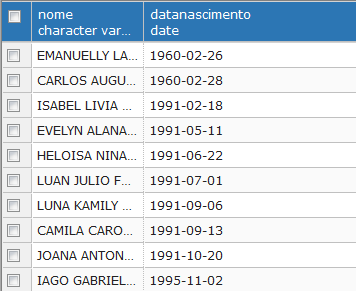 nome datanascimento
character var... date
EMANUELLY LA... 1960-02-26
CARLOS AUGU... 1960-02-28
ISABEL LIVIA ... 1991-02-18
EVELYN ALANA... 1991-05-11
HELOISA NINA... 1991-06-22
LUAN JULIO F... 1991-07-01
LUNA KAMILY ... 1991-09-06
CAMILA CARO... 1991-09-13
JOANA ANTON... 1991-10-20
IAGO GABRIEL... 1995-11-02